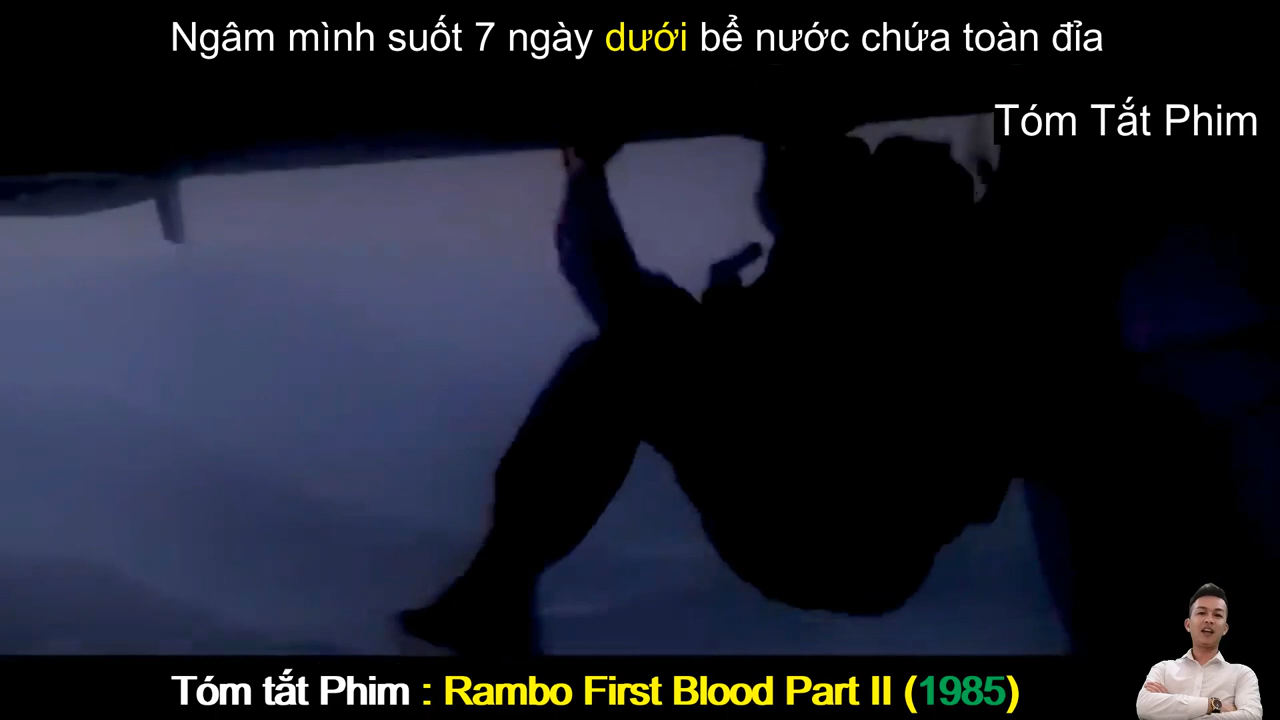 Ngâm mình suốt 7 ngày dưới bể nước chứa toàn đỉa
Tóm Tắt Phim
Tóm tắt Phim : Rambo First Blood Part II (1985)